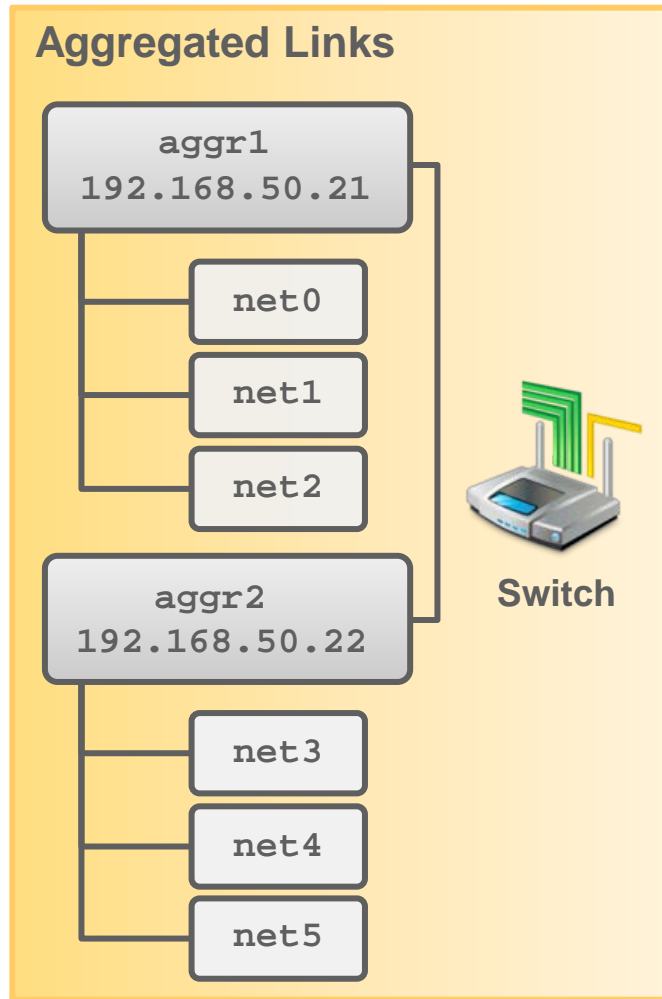 Aggregated Links
aggr1
192.168.50.21
net0
net1
net2
Switch
aggr2
192.168.50.22
net3
net4
net5